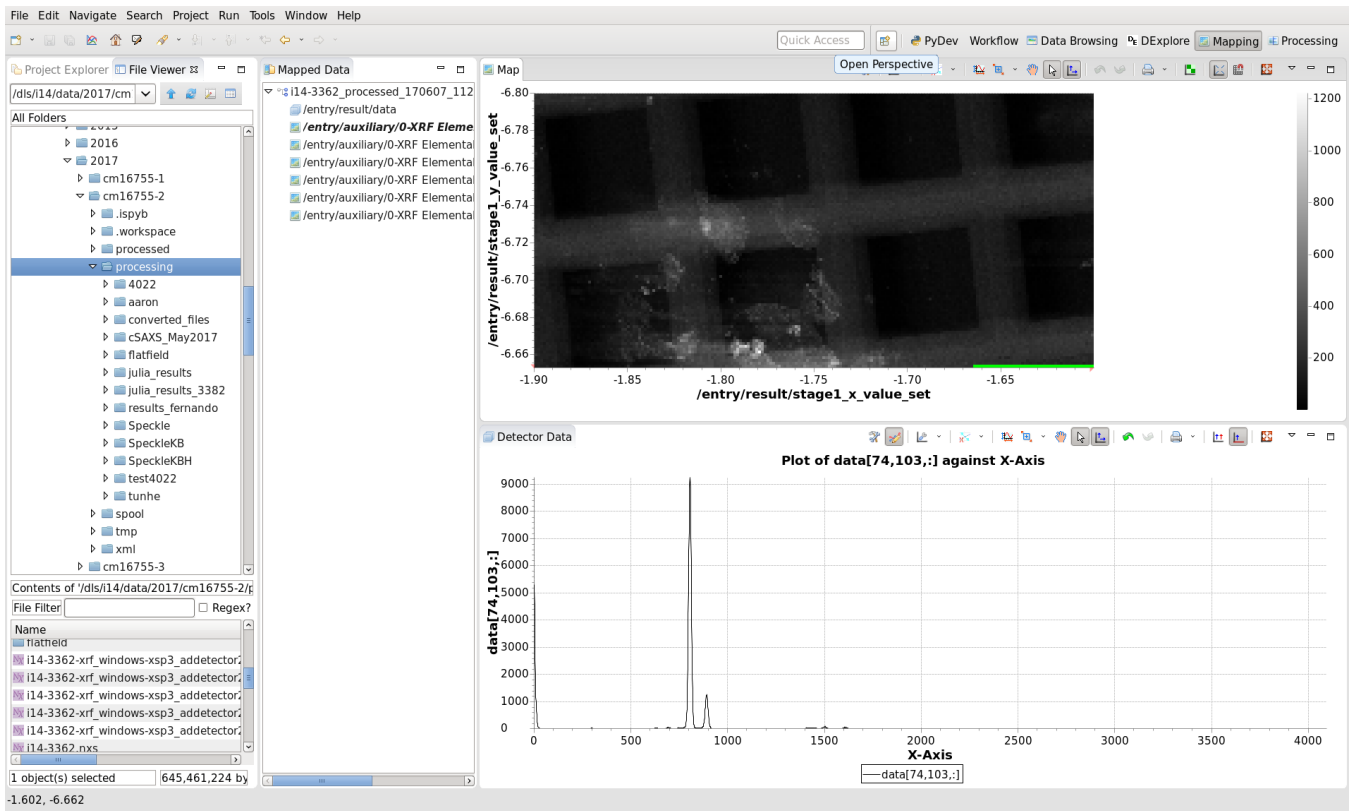 File Edit Navigate Search Project Run Tools Window Help
Quick Access
PyDev Workflow Data Browsing DExplore Mapping Processing
Open Perspective
Project Explorer File Viewer
/dls/i14/data/2017/cm
All Folders
2015
2016
2017
cm16755-1
cm16755-2
.ispyb
.workspace
processed
processing
4022
aaron
converted_files
cSAXS_May2017
flatfield
julia_results
julia_results_3382
results_fernando
Speckle
SpeckleKB
SpeckleKBH
test4022
tunhe
spool
tmp
xml
cm16755-3
Contents of '/dls/i14/data/2017/cm16755-2/p
File Filter Regex?
Name
flatfield
i14-3362-xrf_windows-xsp3_addetector2
i14-3362-xrf_windows-xsp3_addetector2
i14-3362-xrf_windows-xsp3_addetector2
i14-3362-xrf_windows-xsp3_addetector2
i14-3362-xrf_windows-xsp3_addetector2
i14-3362.nxs
1 object(s) selected 645,461,224 by
-1.602, -6.662
Mapped Data
i14-3362_processed_170607_112
/entry/result/data
/entry/auxiliary/0-XRF Eleme
/entry/auxiliary/0-XRF Elementa
/entry/auxiliary/0-XRF Elementa
/entry/auxiliary/0-XRF Elementa
/entry/auxiliary/0-XRF Elementa
/entry/auxiliary/0-XRF Elementa
Map
/entry/result/stage1_y_value_set
-6.80
-6.78
-6.76
-6.74
-6.72
-6.70
-6.68
-6.66
-1.90 -1.85 -1.80 -1.75 -1.70 -1.65
/entry/result/stage1_x_value_set
1200
1000
800
600
400
200
Detector Data
Plot of data[74,103,:] against X-Axis
data[74,103,:]
9000
8000
7000
6000
5000
4000
3000
2000
1000
0
0 500 1000 1500 2000 2500 3000 3500 4000
X-Axis
data[74,103,:]